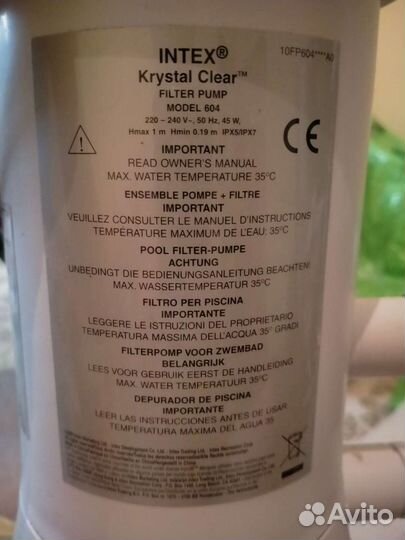 INTEX®
10FP604****A0
Krystal Clear™
FILTER PUMP
MODEL 604
220 – 240 V~, 50 Hz, 45 W,
Hmax 1 m Hmin 0.19 m IPX5/IPX7
CE
IMPORTANT
READ OWNER'S MANUAL
MAX. WATER TEMPERATURE 35°C
ENSEMBLE POMPE + FILTRE
IMPORTANT
VEUILLEZ CONSULTER LE MANUEL D'INSTRUCTIONS
TEMPÉRATURE MAXIMUM DE L'EAU: 35°C
POOL FILTER-PUMPE
ACHTUNG
UNBEDINGT DIE BEDIENUNGSANLEITUNG BEACHTEN!
MAX. WASSERTEMPERATUR 35°C
FILTRO PER PISCINA
IMPORTANTE
LEGGERE LE ISTRUZIONI DEL PROPRIETARIO
TEMPERATURA MASSIMA DELL'ACQUA 35° GRADI
FILTERPOMP VOOR ZWEMBAD
BELANGRIJK
LEES VOOR GEBRUIK EERST DE HANDLEIDING
MAX. WATER TEMPERATUUR 35°C
DEPURADOR DE PISCINA
IMPORTANTE
LEER LAS INSTRUCCIONES ANTES DE USAR
TEMPERATURA MÁXIMA DEL AGUA 35
Avito